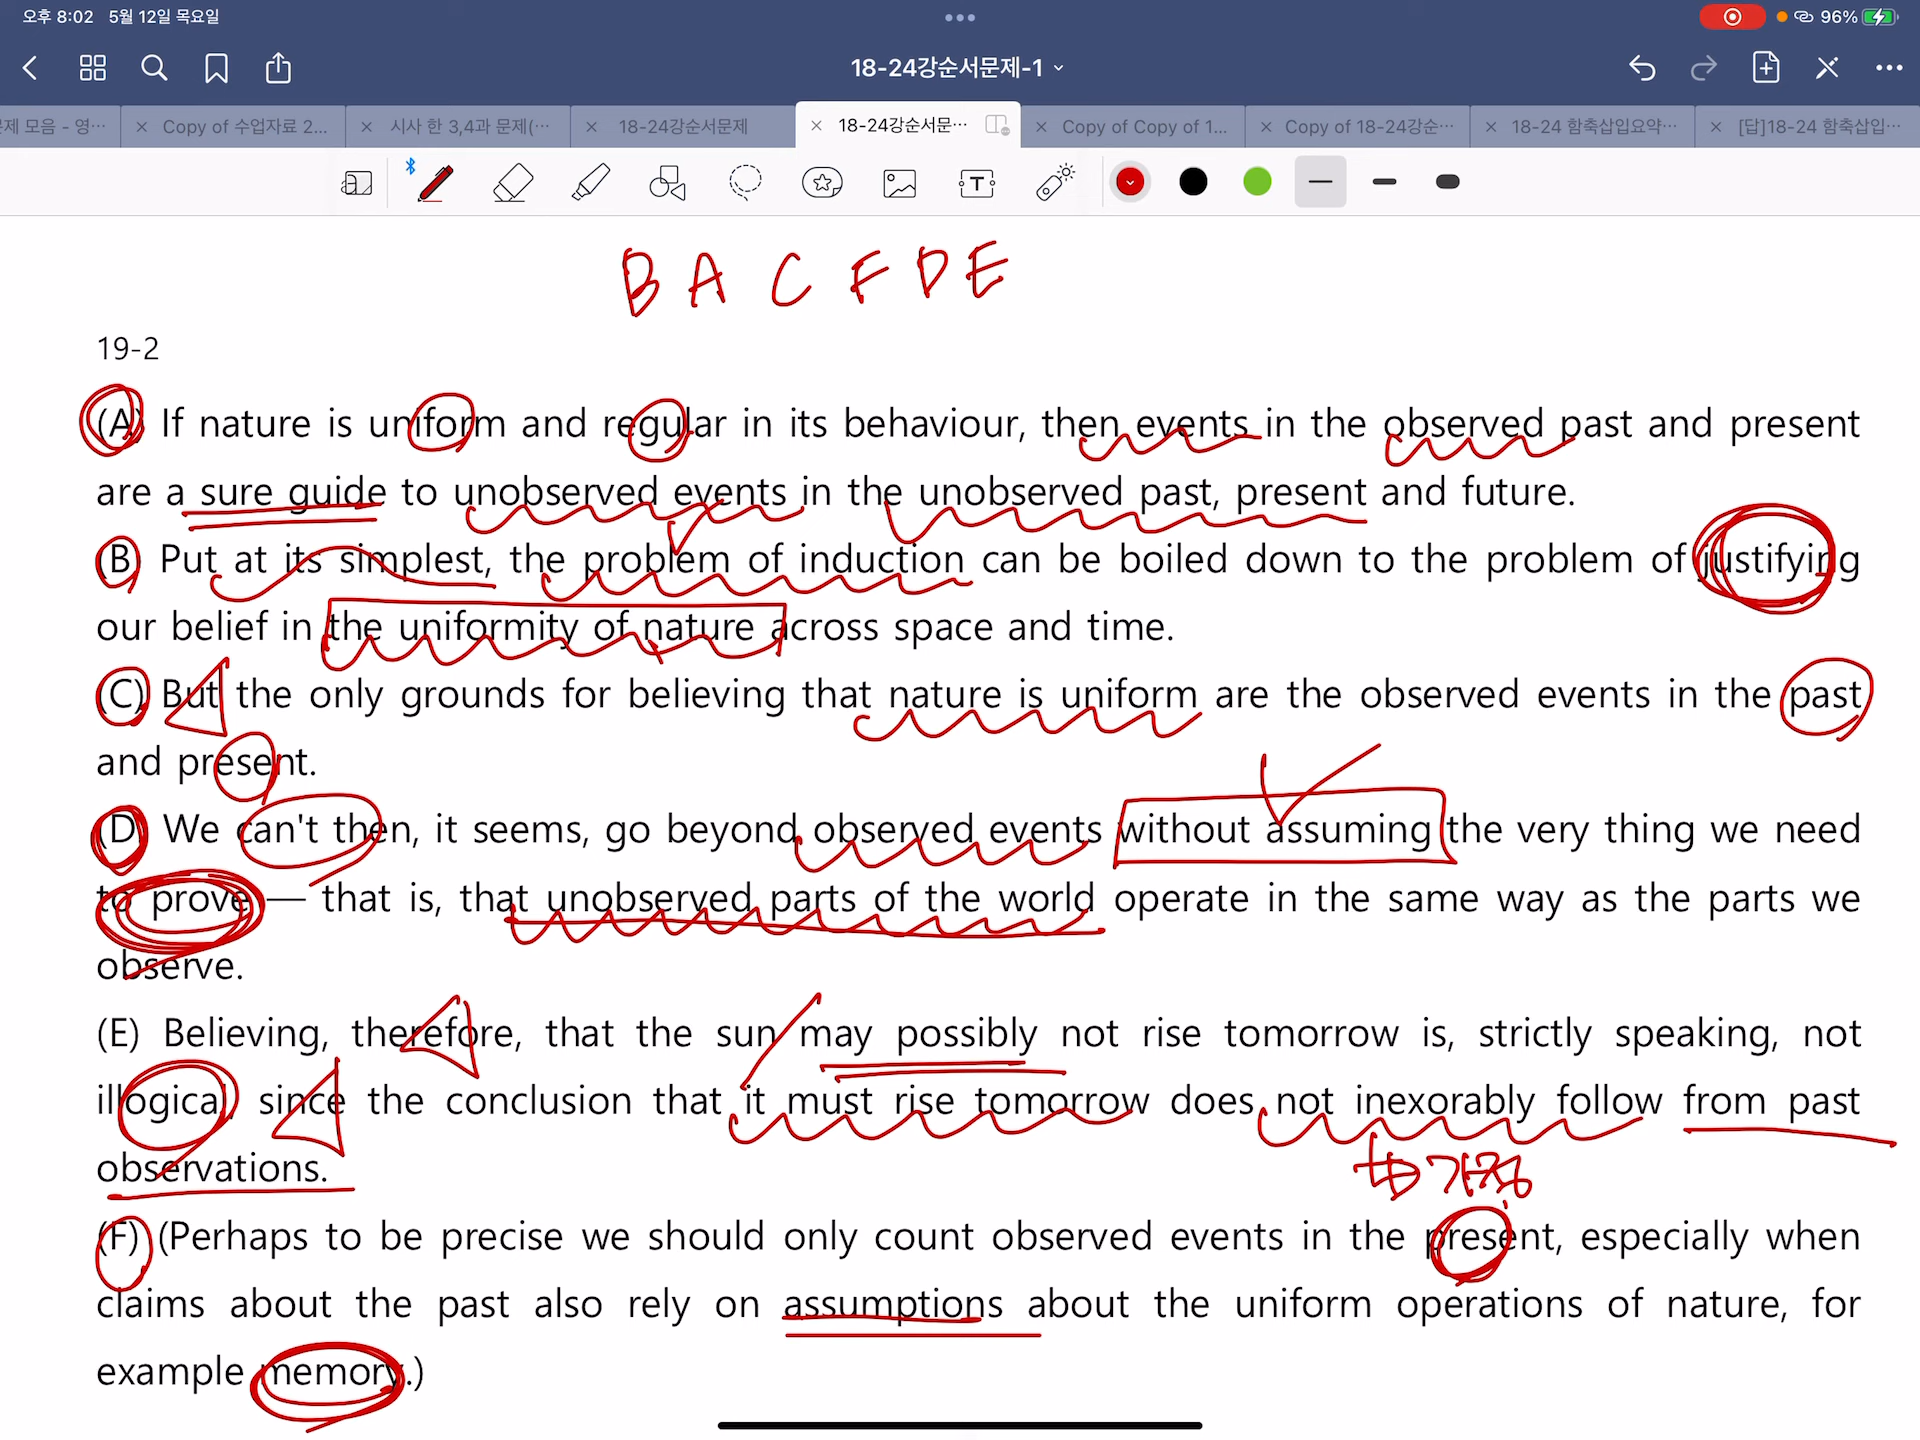 오후 8:02 5월 12일 목요일
96%
18-24강순서문제-1
제 모음 - 영…
Copy of 수업자료 2…
시사 한 3,4과 문제(…
18-24강순서문제
18-24강순서문…
Copy of Copy of 1…
Copy of 18-24강순…
18-24 함축삽입요약…
[답]18-24 함축삽입…
B A C F D E
19-2
(A) If nature is uniform and regular in its behaviour, then events in the observed past and present
are a sure guide to unobserved events in the unobserved past, present and future.
(B) Put at its simplest, the problem of induction can be boiled down to the problem of justifying
our belief in the uniformity of nature across space and time.
(C) But the only grounds for believing that nature is uniform are the observed events in the past
and present.
(D) We can't then, it seems, go beyond observed events without assuming the very thing we need
to prove — that is, that unobserved parts of the world operate in the same way as the parts we
observe.
(E) Believing, therefore, that the sun may possibly not rise tomorrow is, strictly speaking, not
illogical, since the conclusion that it must rise tomorrow does not inexorably follow from past
observations.
가정
(F) (Perhaps to be precise we should only count observed events in the present, especially when
claims about the past also rely on assumptions about the uniform operations of nature, for
example memory.)